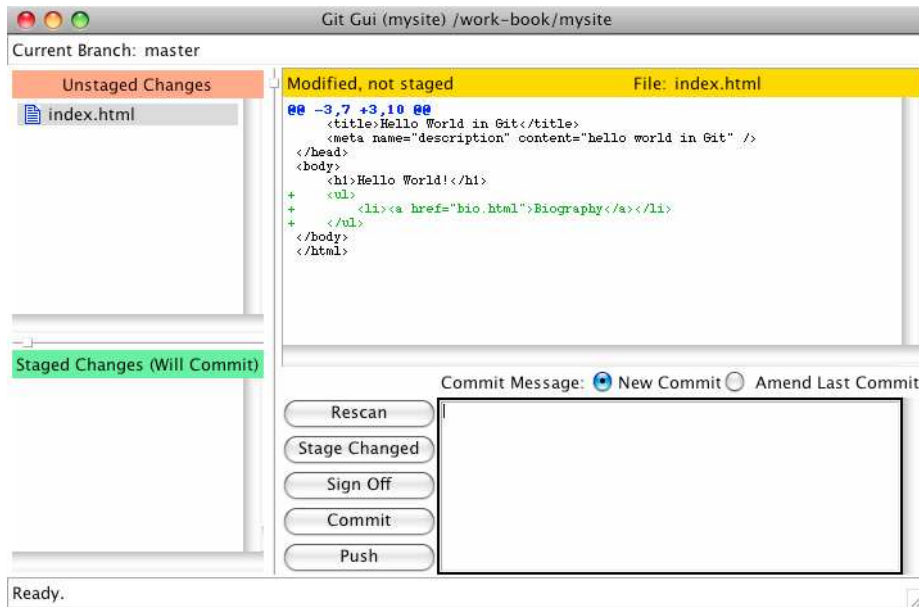 Git Gui (mysite) /work-book/mysite
Current Branch: master
Unstaged Changes
index.html
Modified, not staged File: index.html
@@ -3,7 +3,10 @@
<title>Hello World in Git</title>
<meta name="description" content="hello world in Git" />
</head>
<body>
<h1>Hello World!</h1>
+ <ul>
+ <li><a href="bio.html">Biography</a></li>
+ </ul>
</body>
</html>
Staged Changes (Will Commit)
Commit Message: New Commit Amend Last Commit
Rescan
Stage Changed
Sign Off
Commit
Push
Ready.